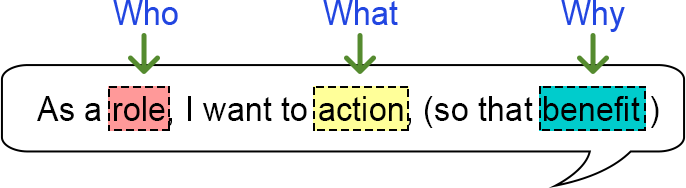 Who What Why
As a role, I want to action, (so that benefit)